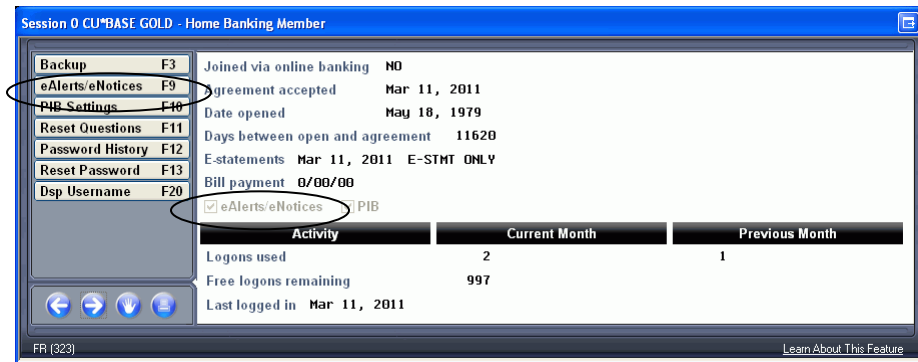 Session 0 CU*BASE GOLD - Home Banking Member
Backup F3
eAlerts/eNotices F9
PIB Settings F10
Reset Questions F11
Password History F12
Reset Password F13
Dsp Username F20
Joined via online banking NO
Agreement accepted Mar 11, 2011
Date opened May 18, 1979
Days between open and agreement 11620
E-statements Mar 11, 2011 E-STMT ONLY
Bill payment 0/00/00
eAlerts/eNotices PIB
Activity Current Month Previous Month
Logons used 2 1
Free logons remaining 997
Last logged in Mar 11, 2011
FR (323) Learn About This Feature